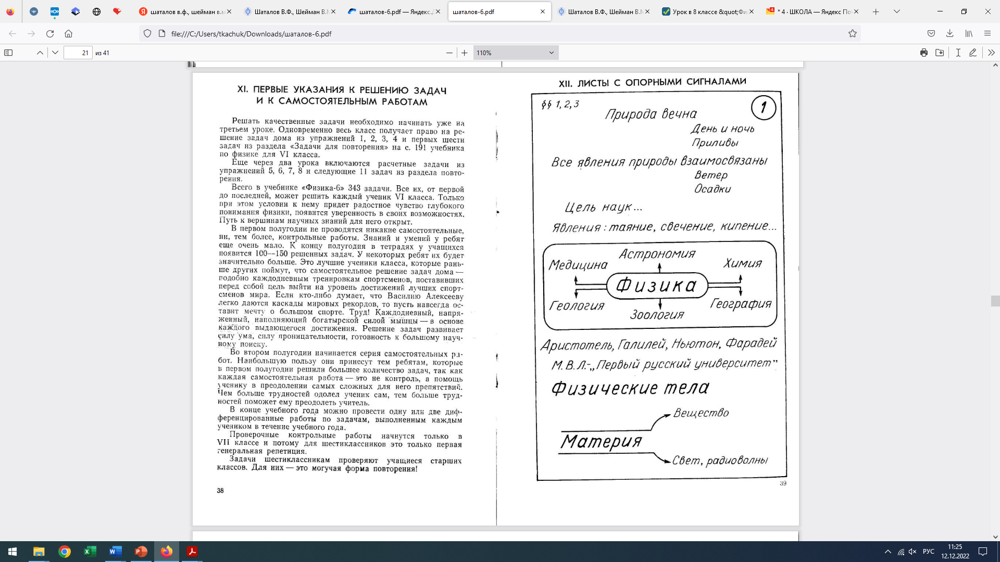 шаталов в.ф., шейман в.м
Шаталов В.Ф., Шейман В.М
шаталов-6.pdf — Яндекс.Д
шаталов-6.pdf
Шаталов В.Ф., Шейман В.М
Урок в 8 классе &quot;Физ
* 4 · ШКОЛА — Яндекс По
file:///C:/Users/tkachuk/Downloads/шаталов-6.pdf
21
из 41
110%
XI. ПЕРВЫЕ УКАЗАНИЯ К РЕШЕНИЮ ЗАДАЧ
И К САМОСТОЯТЕЛЬНЫМ РАБОТАМ
Решать качественные задачи необходимо начинать уже на
третьем уроке. Одновременно весь класс получает право на ре-
шение задач дома из упражнений 1, 2, 3, 4 и первых шести
задач из раздела «Задачи для повторения» на с. 191 учебника
по физике для VI класса.
Еще через два урока включаются расчетные задачи из
упражнений 5, 6, 7, 8 и следующие 11 задач из раздела повто-
рения.
Всего в учебнике «Физика-6» 343 задачи. Все их, от первой
до последней, может решить каждый ученик VI класса. Только
при этом условии к нему придет радостное чувство глубокого
понимания физики, появится уверенность в своих возможностях.
Путь к вершинам научных знаний для него открыт.
В первом полугодии не проводятся никакие самостоятельные,
ни, тем более, контрольные работы. Знаний и умений у ребят
еще очень мало. К концу полугодия в тетрадях у учащихся
появится 100—150 решенных задач. У некоторых ребят их будет
значительно больше. Это лучшие ученики класса, которые рань-
ше других поймут, что самостоятельное решение задач дома —
подобно каждодневным тренировкам спортсменов, поставивших
перед собой цель выйти на уровень достижений лучших спорт-
сменов мира. Если кто-либо думает, что Василию Алексееву
легко даются каскады мировых рекордов, то пусть навсегда ос-
тавит мечту о большом спорте. Труд! Каждодневный, напря-
женный, наполняющий богатырской силой мышцы — в основе
каждого выдающегося достижения. Решение задач развивает
силу ума, силу проницательности, готовность к большому науч-
ному поиску.
Во втором полугодии начинается серия самостоятельных ра-
бот. Наибольшую пользу они принесут тем ребятам, которые
в первом полугодии решили большее количество задач, так как
каждая самостоятельная работа — это не контроль, а помощь
ученику в преодолении самых сложных для него препятствий.
Чем больше трудностей одолел ученик сам, тем больше труд-
ностей поможет ему преодолеть учитель.
В конце учебного года можно провести одну или две диф-
ференцированные работы по задачам, выполненным каждым
учеником в течение учебного года.
Проверочные контрольные работы начнутся только в
VII классе и потому для шестиклассников это только первая
генеральная репетиция.
Задачи шестиклассникам проверяют учащиеся старших
классов. Для них — это могучая форма повторения!
38
XII. ЛИСТЫ С ОПОРНЫМИ СИГНАЛАМИ
§§ 1, 2, 3
1
Природа вечна
День и ночь
Приливы
Все явления природы взаимосвязаны
Ветер
Осадки
Цель наук...
Явления: таяние, свечение, кипение...
Астрономия
Медицина
Химия
Физика
Геология
География
Зоология
Аристотель, Галилей, Ньютон, Фарадей
М.В.Л.-„Первый русский университет”
Физические тела
Вещество
Материя
Свет, радиоволны
39
РУС
11:25
12.12.2022